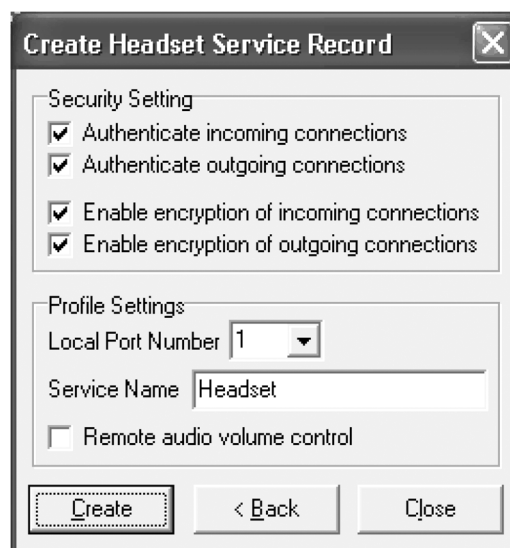 Create Headset Service Record
Security Setting
Authenticate incoming connections
Authenticate outgoing connections
Enable encryption of incoming connections
Enable encryption of outgoing connections
Profile Settings
Local Port Number 1
Service Name Headset
Remote audio volume control
Create < Back Close